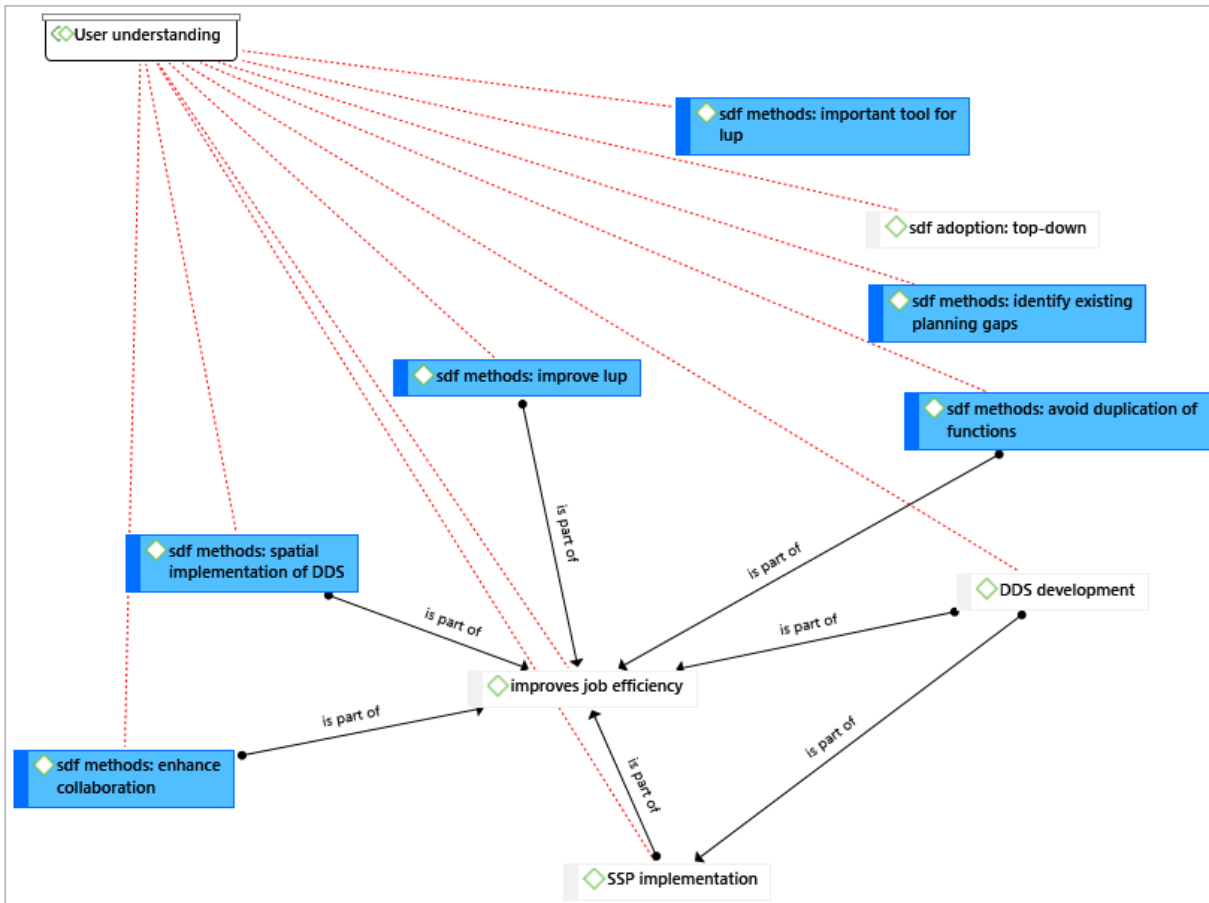 User understanding
sdf methods: important tool for
lup
sdf adoption: top-down
sdf methods: identify existing
planning gaps
sdf methods: improve lup
sdf methods: avoid duplication of
functions
is part of
is part of
sdf methods: spatial
implementation of DDS
DDS development
is part of
is part of
improves job efficiency
is part of
is part of
sdf methods: enhance
collaboration
is part of
SSP implementation